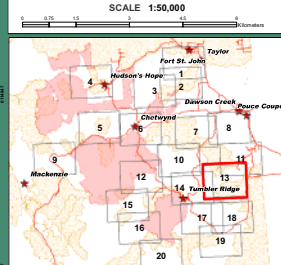 SCALE 1:50,000
0 0.75 1.5 3 4.5 6
Kilometers
Taylor
Fort St. John
1
4 Hudson's Hope
2
3
Dawson Creek
Pouce Coupe
Chetwynd
5 6 7 8
9 10 11
Mackenzie 12 13
14 Tumbler Ridge
15
16 17 18
19
20